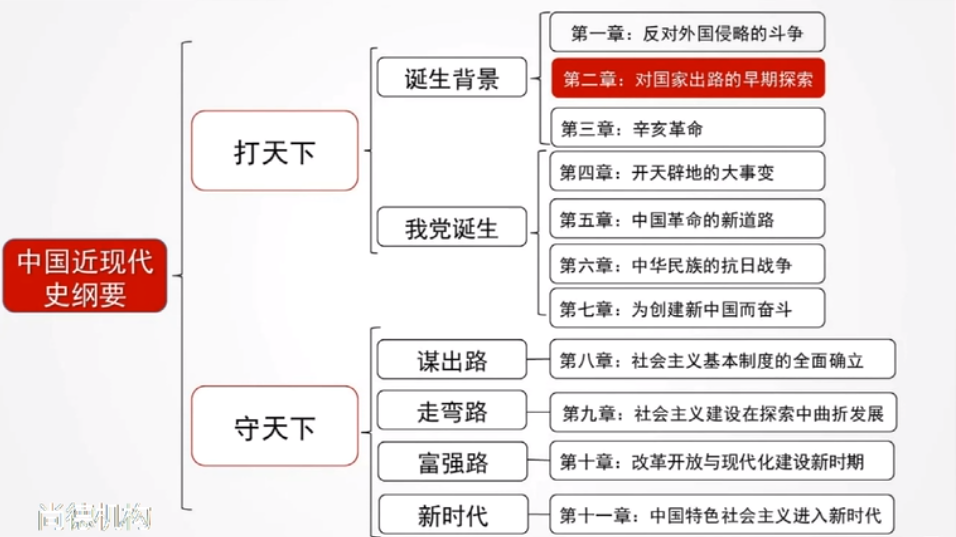 中国近现代
史纲要
打天下
诞生背景
第一章：反对外国侵略的斗争
第二章：对国家出路的早期探索
第三章：辛亥革命
我党诞生
第四章：开天辟地的大事变
第五章：中国革命的新道路
第六章：中华民族的抗日战争
第七章：为创建新中国而奋斗
守天下
谋出路
第八章：社会主义基本制度的全面确立
走弯路
第九章：社会主义建设在探索中曲折发展
富强路
第十章：改革开放与现代化建设新时期
新时代
第十一章：中国特色社会主义进入新时代
尚德机构